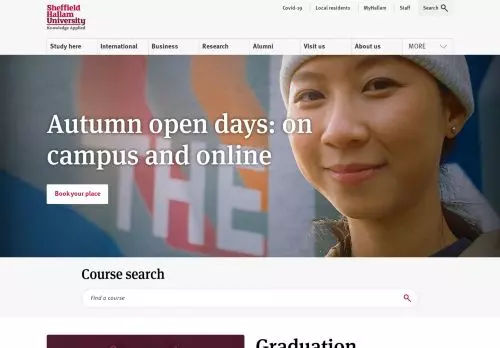 Sheffield
Hallam
University
Knowledge Applied
Covid-19
Local residents
MyHallam
Staff
Search
Study here
International
Business
Research
Alumni
Visit us
About us
MORE
THE
Autumn open days: on
campus and online
Book your place
Course search
Find a course
Graduation